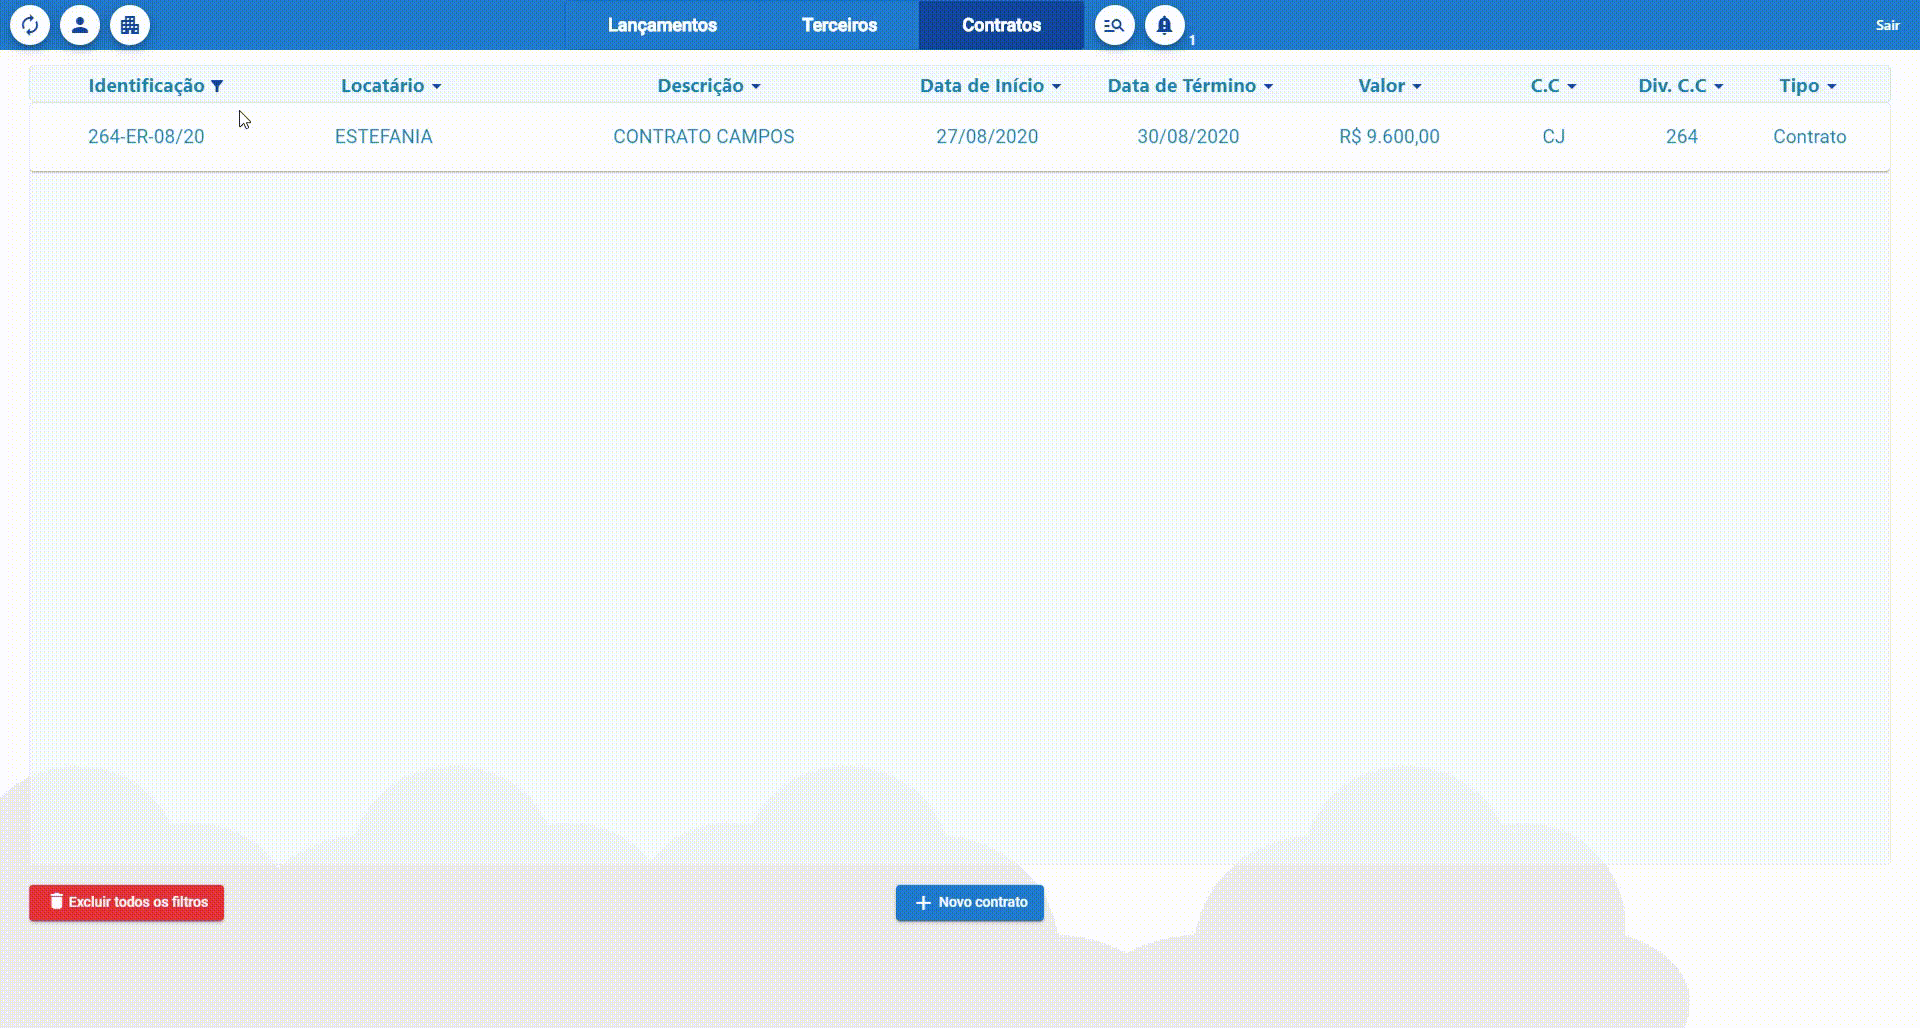 Lançamentos Terceiros Contratos 1 Sair
Identificação Locatário Descrição Data de Início Data de Término Valor C.C Div. C.C Tipo
264-ER-08/20 ESTEFANIA CONTRATO CAMPOS 27/08/2020 30/08/2020 R$ 9.600,00 CJ 264 Contrato
Excluir todos os filtros Novo contrato